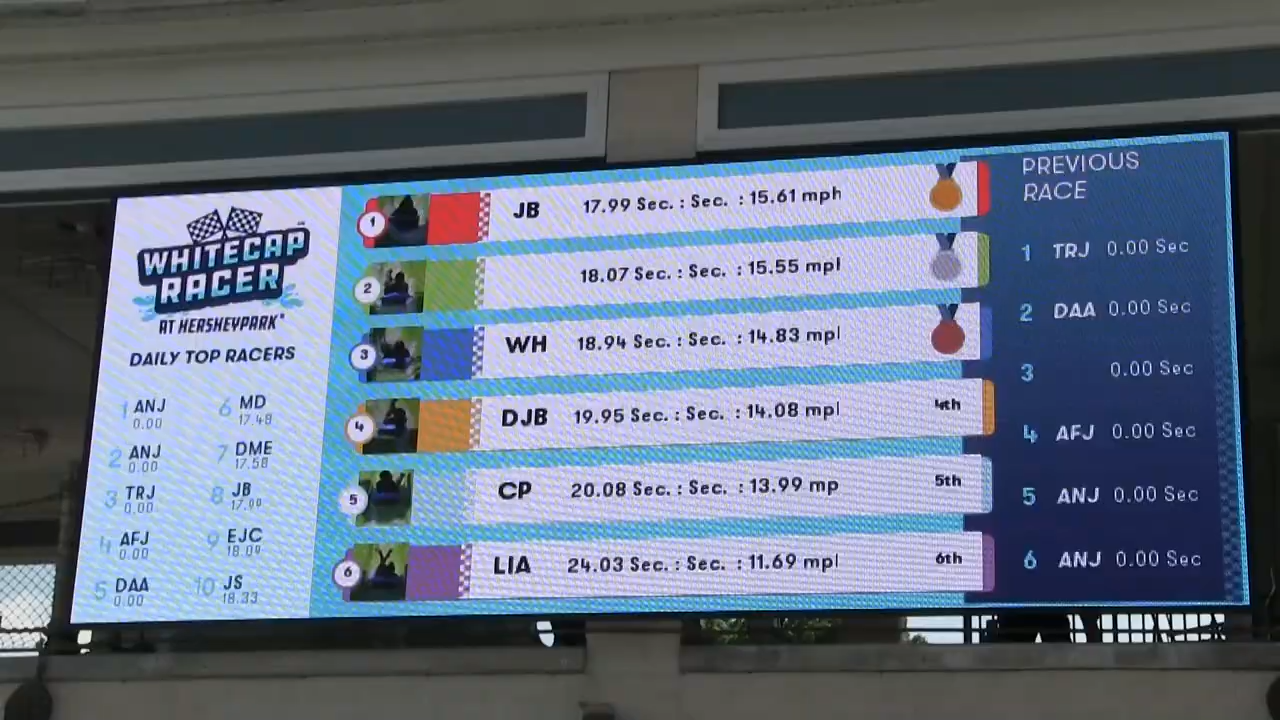 WHITECAP
RACER
AT HERSHEYPARK
DAILY TOP RACERS
1 ANJ
0.00
2 ANJ
0.00
3 TRJ
0.00
4 AFJ
0.00
5 DAA
0.00
6 MD
17.48
7 DME
17.58
8 JB
9 EJC
18.09
10 JS
18.33
1 JB 17.99 Sec. : Sec. : 15.61 mph
2 18.07 Sec. : Sec. : 15.55 mpl
3 WH 18.94 Sec. : Sec. : 14.83 mpl
4 DJB 19.95 Sec. : Sec. : 14.08 mpl 4th
5 CP 20.08 Sec. : Sec. : 13.99 mp 5th
6 LIA 24.03 Sec. : Sec. : 11.69 mpl 6th
PREVIOUS
RACE
1 TRJ 0.00 Sec
2 DAA 0.00 Sec
3 0.00 Sec
4 AFJ 0.00 Sec
5 ANJ 0.00 Sec
6 ANJ 0.00 Sec